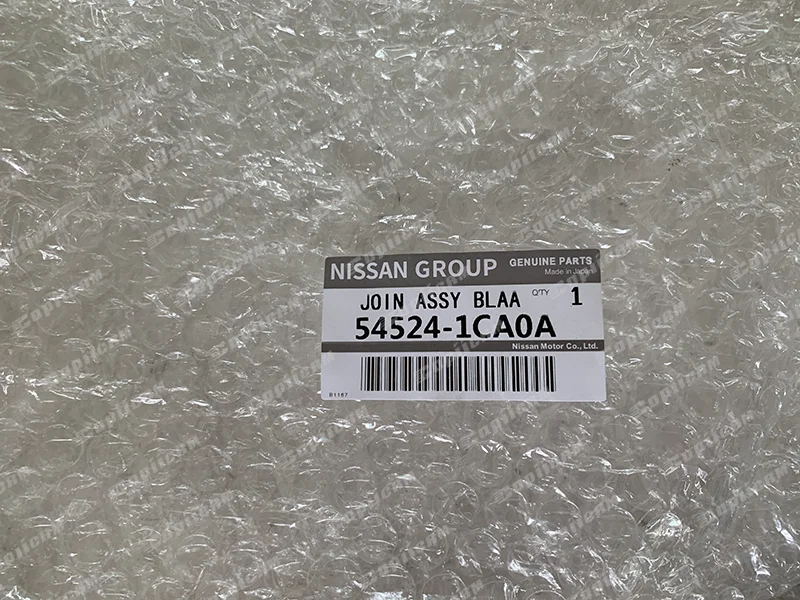 NISSAN GROUP GENUINE PARTS
Made in Japan
JOIN ASSY BLAA Q'TY 1
54524-1CA0A
Nissan Motor Co., Ltd.
B1167